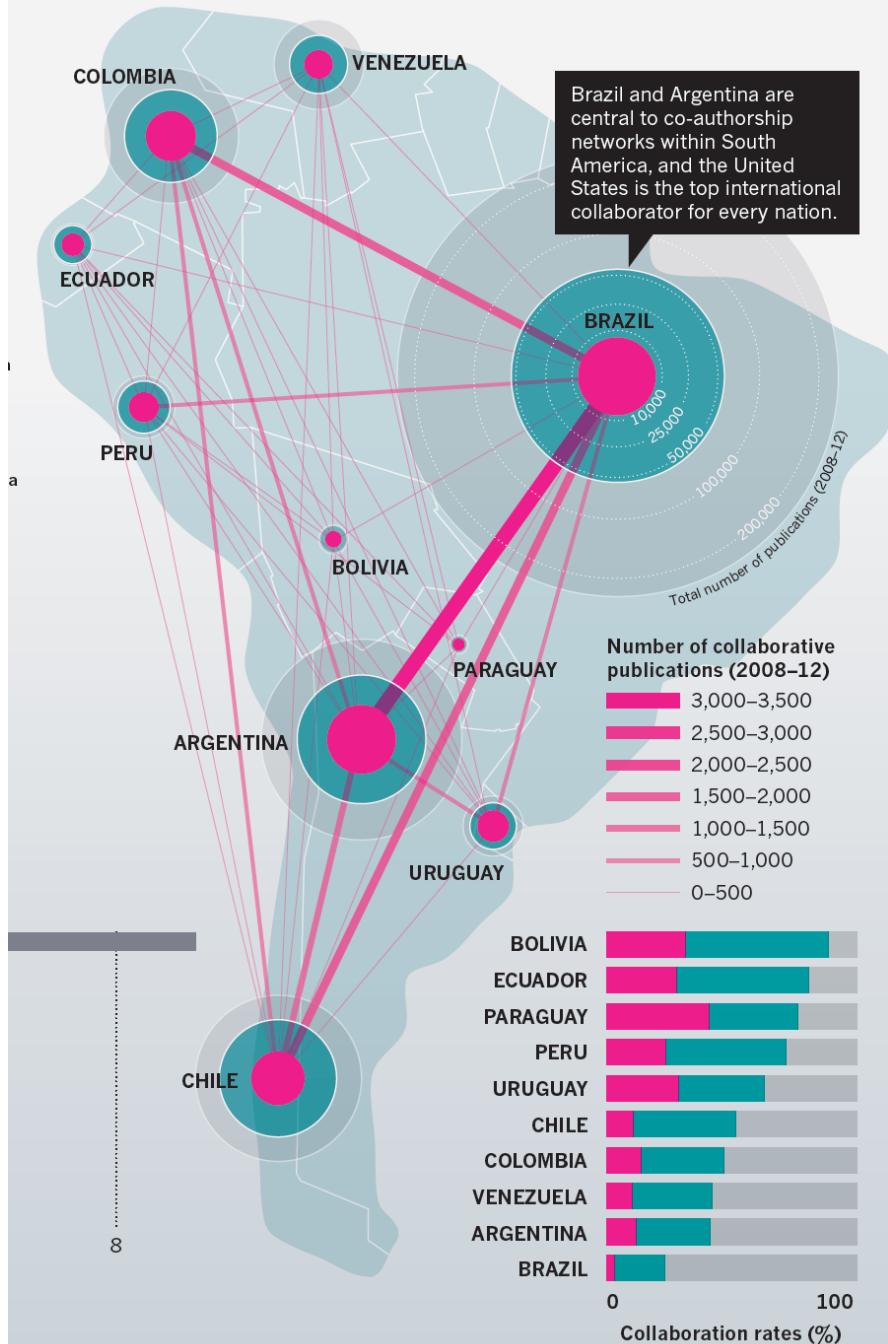 COLOMBIA
VENEZUELA
Brazil and Argentina are
central to co-authorship
networks within South
America, and the United
States is the top international
collaborator for every nation.
ECUADOR
BRAZIL
10,000
25,000
50,000
100,000
200,000
Total number of publications (2008–12)
PERU
a
BOLIVIA
PARAGUAY
ARGENTINA
URUGUAY
CHILE
Number of collaborative
publications (2008–12)
3,000–3,500
2,500–3,000
2,000–2,500
1,500–2,000
1,000–1,500
500–1,000
0–500
8
BOLIVIA
ECUADOR
PARAGUAY
PERU
URUGUAY
CHILE
COLOMBIA
VENEZUELA
ARGENTINA
BRAZIL
0 100
Collaboration rates (%)